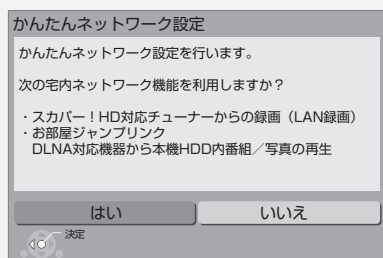 かんたんネットワーク設定
かんたんネットワーク設定を行います。
次の宅内ネットワーク機能を利用しますか？
・スカパー！HD対応チューナーからの録画（LAN録画）
・お部屋ジャンプリンク
DLNA対応機器から本機HDD内番組／写真の再生
はい
いいえ
決定